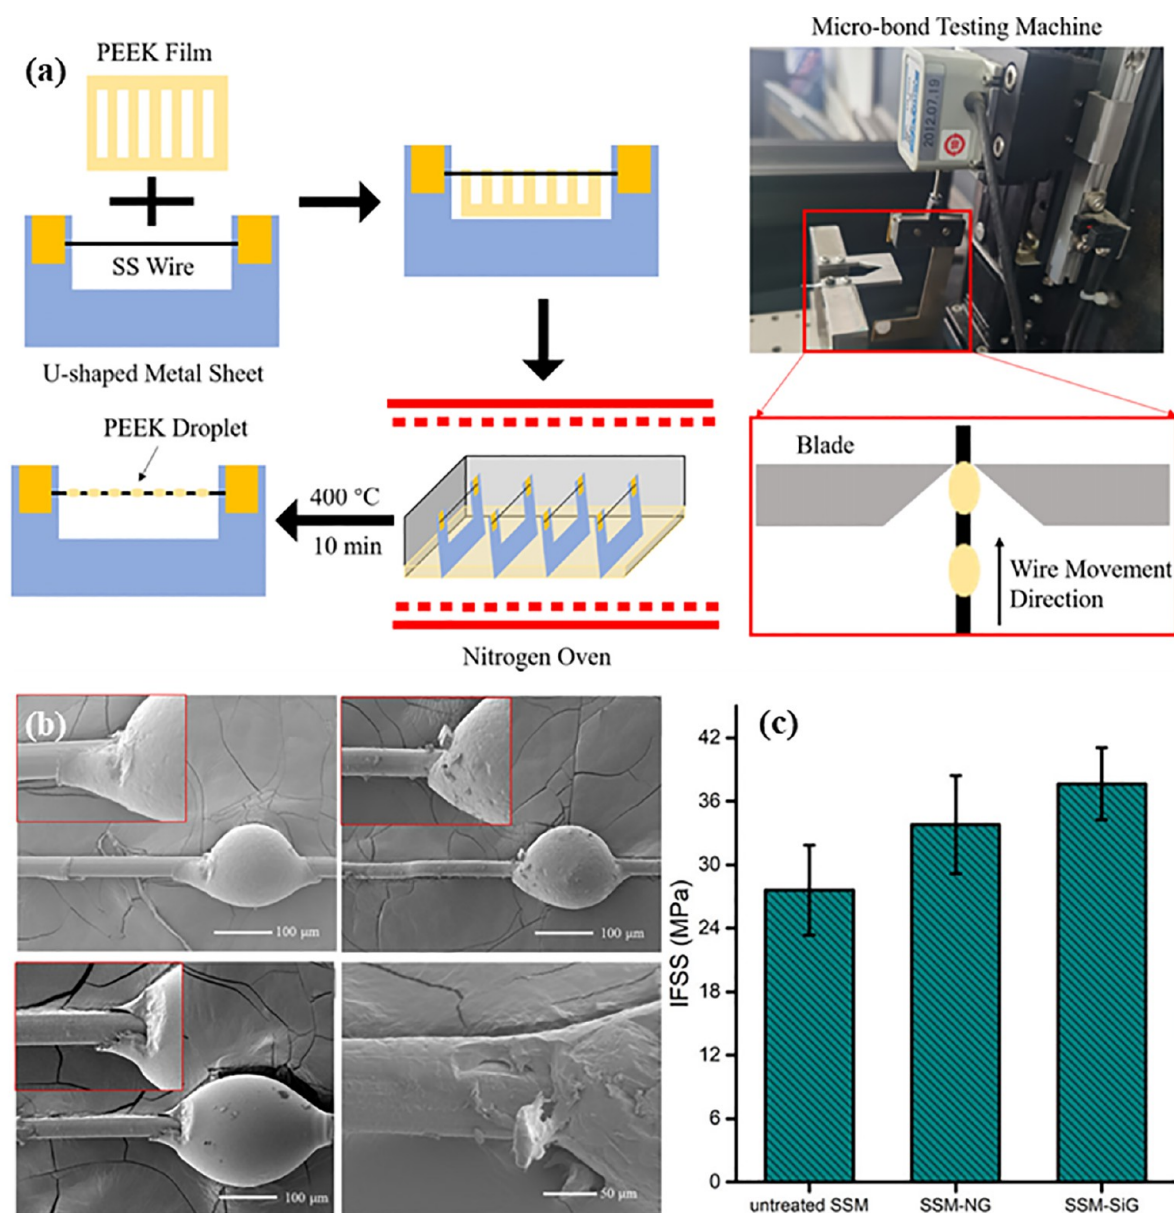 (a)
PEEK Film
SS Wire
U-shaped Metal Sheet
PEEK Droplet
400 °C
10 min
Nitrogen Oven
Micro-bond Testing Machine
2012.07.19
Blade
Wire Movement
Direction
(b)
100 μm
100 μm
100 μm
50 μm
(c)
IFSS (MPa)
42
36
30
24
18
12
6
0
untreated SSM
SSM-NG
SSM-SiG